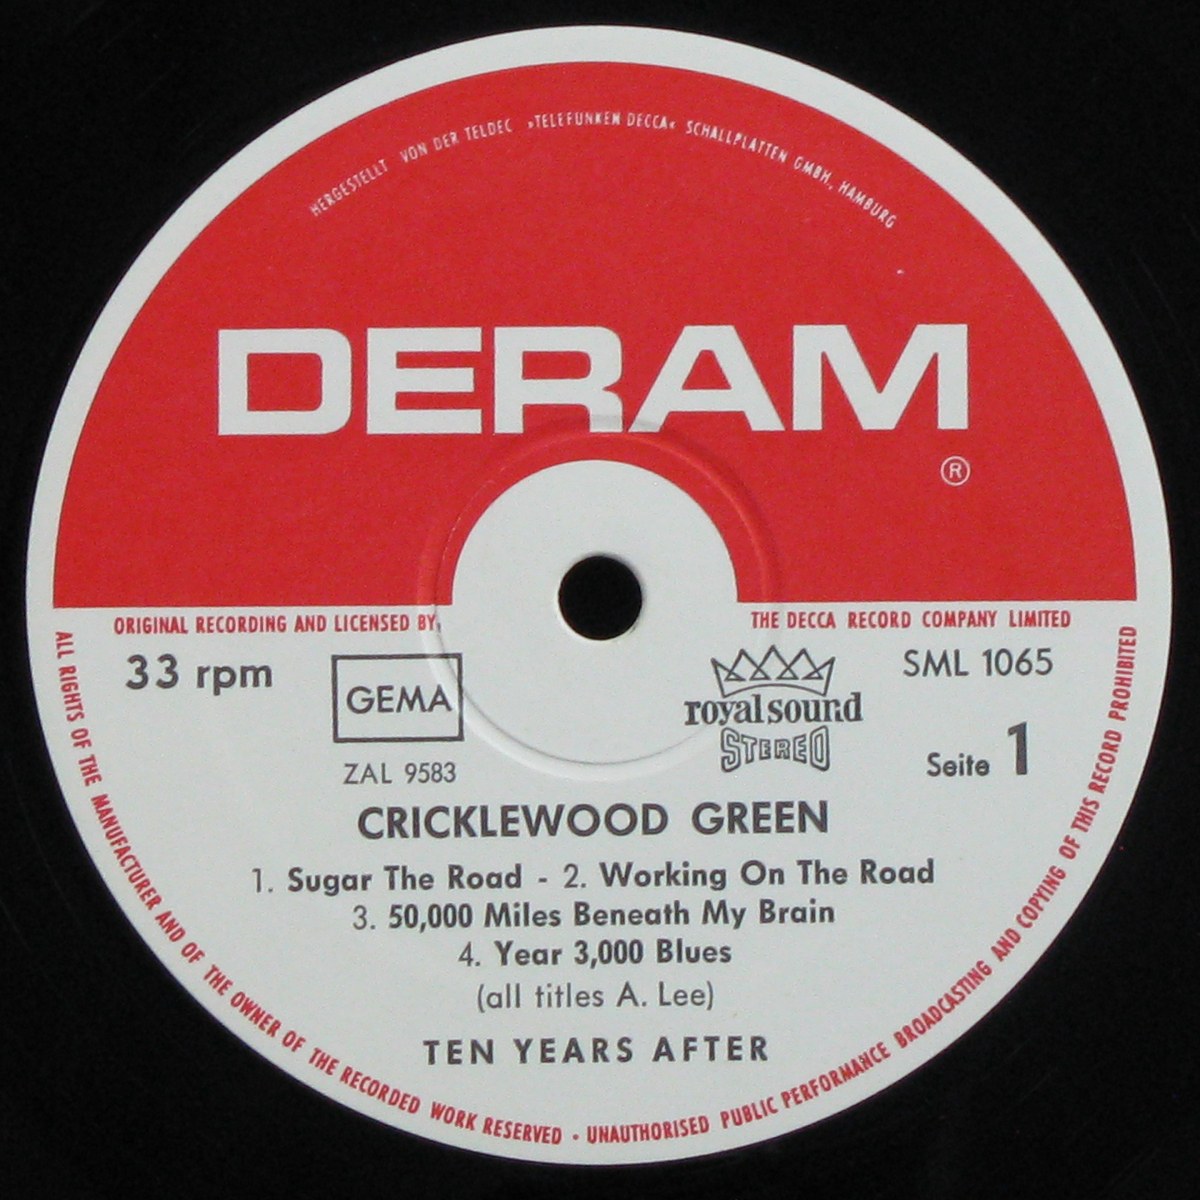 HERGESTELLT VON DER TELDEC »TELEFUNKEN DECCA« SCHALLPLATTEN GMBH, HAMBURG
DERAM
®
ORIGINAL RECORDING AND LICENSED BY, THE DECCA RECORD COMPANY LIMITED
33 rpm
GEMA
ZAL 9583
royal sound
STEREO
SML 1065
Seite 1
CRICKLEWOOD GREEN
1. Sugar The Road - 2. Working On The Road
3. 50,000 Miles Beneath My Brain
4. Year 3,000 Blues
(all titles A. Lee)
TEN YEARS AFTER
ALL RIGHTS OF THE MANUFACTURER AND OF THE OWNER OF THE RECORDED WORK RESERVED · UNAUTHORISED PUBLIC PERFORMANCE BROADCASTING AND COPYING OF THIS RECORD PROHIBITED